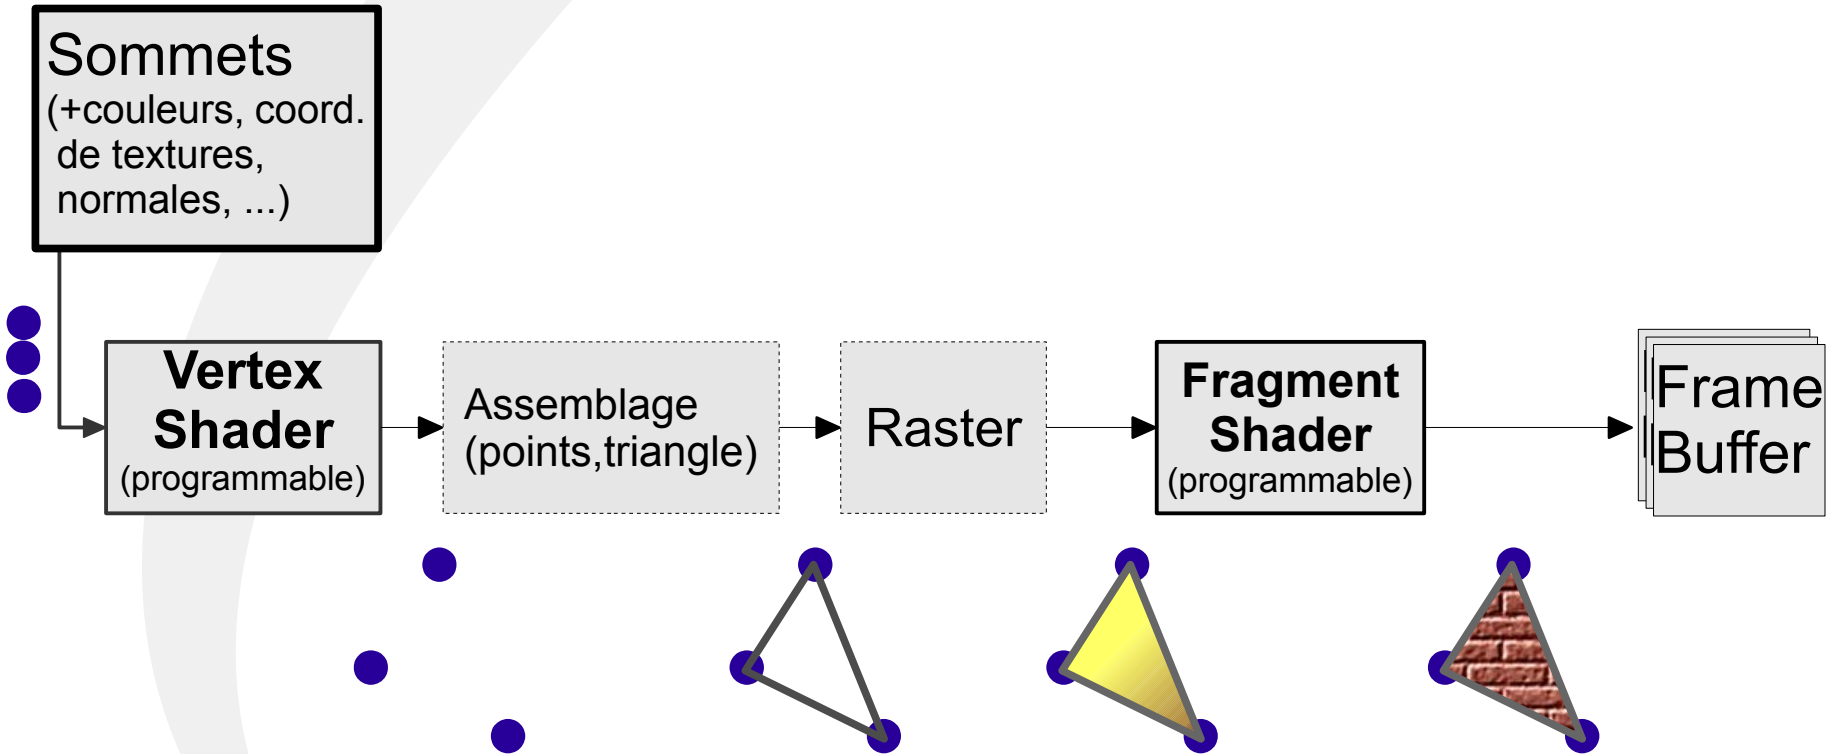 Sommets
(+couleurs, coord.
de textures,
normales, ...)
Vertex
Shader
(programmable)
Assemblage
(points,triangle)
Raster
Fragment
Shader
(programmable)
Frame
Buffer